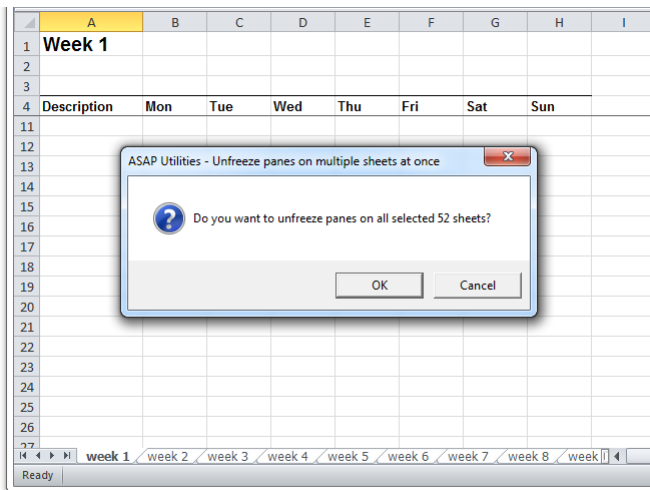 A B C D E F G H I
1 Week 1
2
3
4 Description Mon Tue Wed Thu Fri Sat Sun
11
12
ASAP Utilities - Unfreeze panes on multiple sheets at once
13
14
15
Do you want to unfreeze panes on all selected 52 sheets?
16
17
18
19
OK Cancel
20
21
22
23
24
25
26
27
week 1 week 2 week 3 week 4 week 5 week 6 week 7 week 8 week
Ready